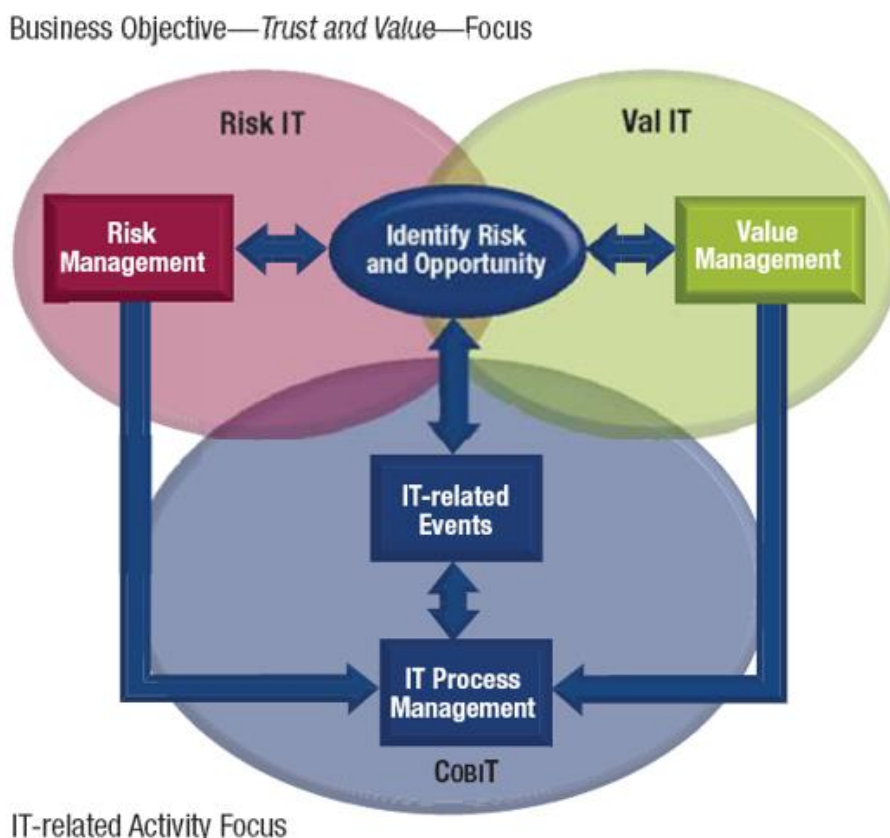 Business Objective—Trust and Value—Focus
Risk IT
Val IT
Risk
Management
Identify Risk
and Opportunity
Value
Management
IT-related
Events
IT Process
Management
COBIT
IT-related Activity Focus